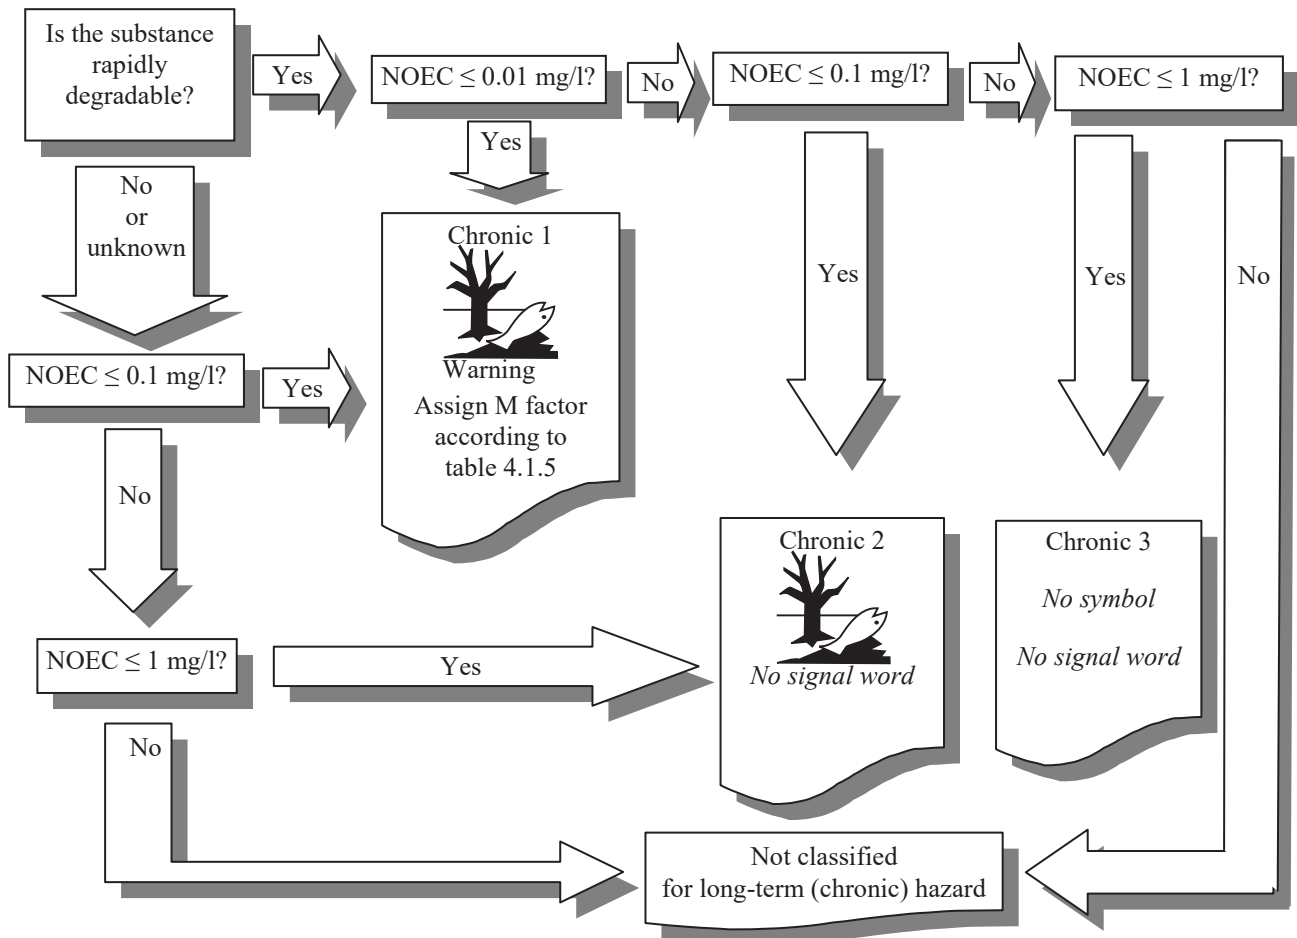 Is the substance
rapidly
degradable?
Yes
NOEC ≤ 0.01 mg/l?
No
NOEC ≤ 0.1 mg/l?
No
NOEC ≤ 1 mg/l?
No
or
unknown
Yes
Chronic 1
Warning
Assign M factor
according to
table 4.1.5
Yes
Yes
No
NOEC ≤ 0.1 mg/l?
Yes
No
Chronic 2
No signal word
Chronic 3
No symbol
No signal word
NOEC ≤ 1 mg/l?
Yes
No
Not classified
for long-term (chronic) hazard